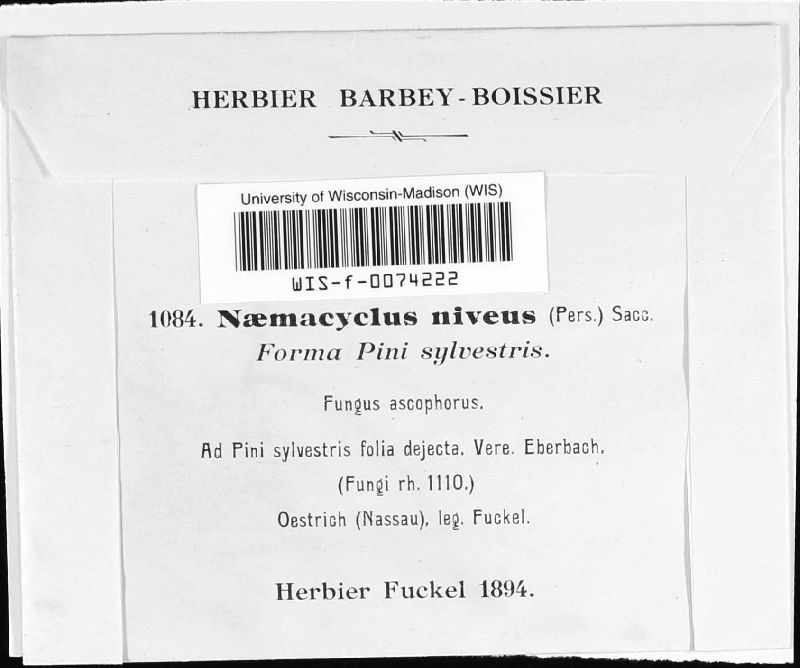 HERBIER BARBEY-BOISSIER
University of Wisconsin-Madison (WIS)
WIS-f-0074222
1084. Næmacyclus niveus (Pers.) Sacc.
Forma Pini sylvestris.
Fungus ascophorus.
Ad Pini sylvestris folia dejecta. Vere. Eberbach.
(Fungi rh. 1110.)
Oestrich (Nassau), leg. Fuckel.
Herbier Fuckel 1894.